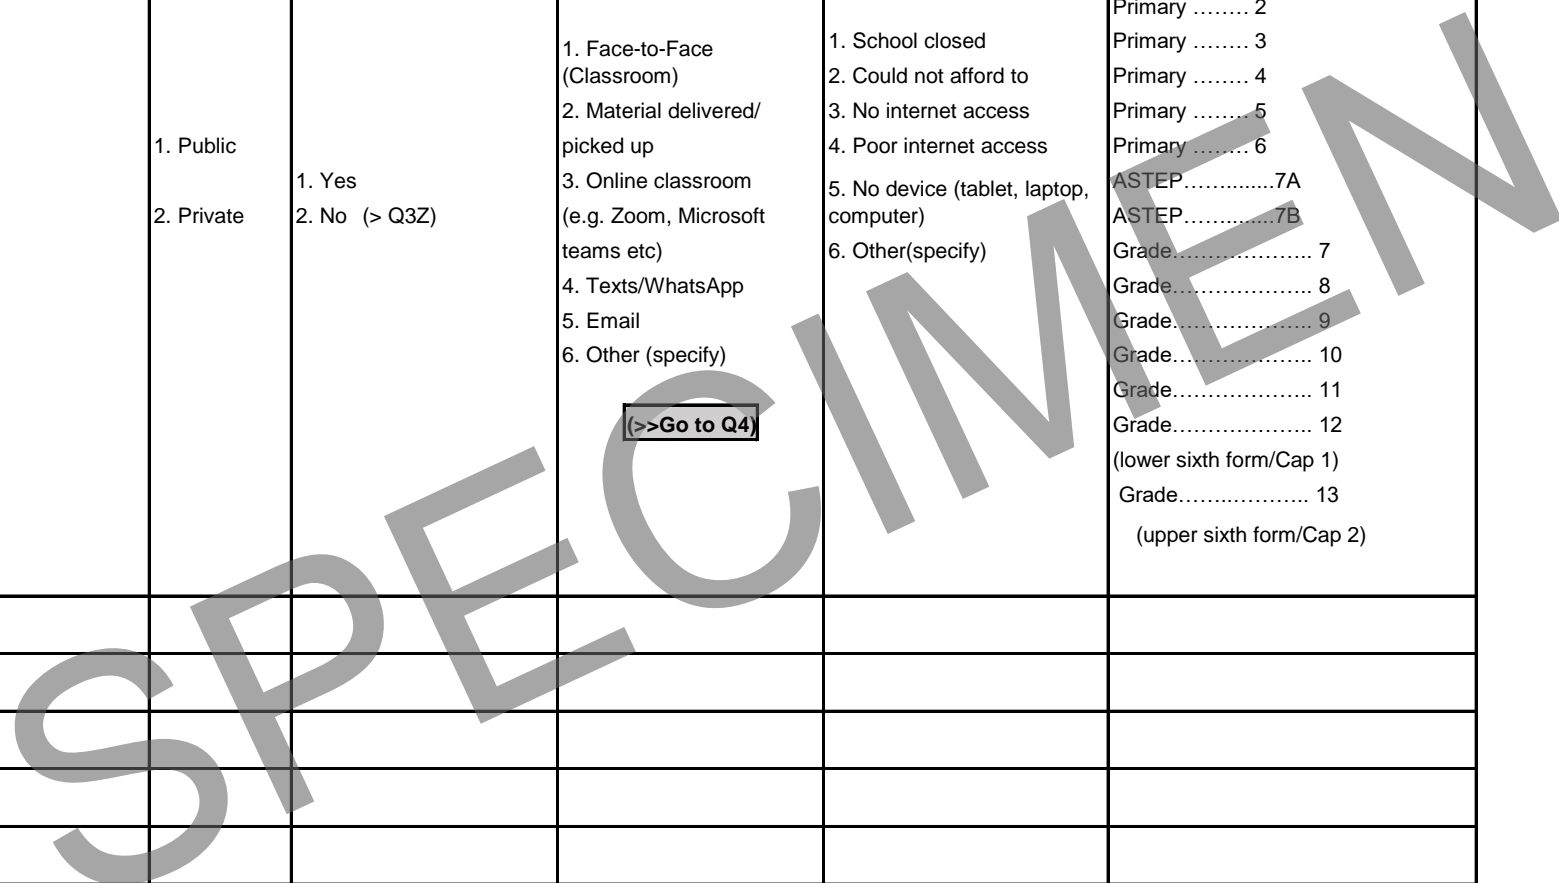 1. Public
2. Private
1. Yes
2. No (> Q3Z)
1. Face-to-Face
(Classroom)
2. Material delivered/
picked up
3. Online classroom
(e.g. Zoom, Microsoft
teams etc)
4. Texts/WhatsApp
5. Email
6. Other (specify)
(>>Go to Q4)
1. School closed
2. Could not afford to
3. No internet access
4. Poor internet access
5. No device (tablet, laptop,
computer)
6. Other(specify)
Primary ........ 2
Primary ........ 3
Primary ........ 4
Primary ........ 5
Primary ........ 6
ASTEP...............7A
ASTEP...............7B
Grade.................... 7
Grade.................... 8
Grade.................... 9
Grade.................... 10
Grade.................... 11
Grade.................... 12
(lower sixth form/Cap 1)
Grade.................. 13
(upper sixth form/Cap 2)
SPECIMEN